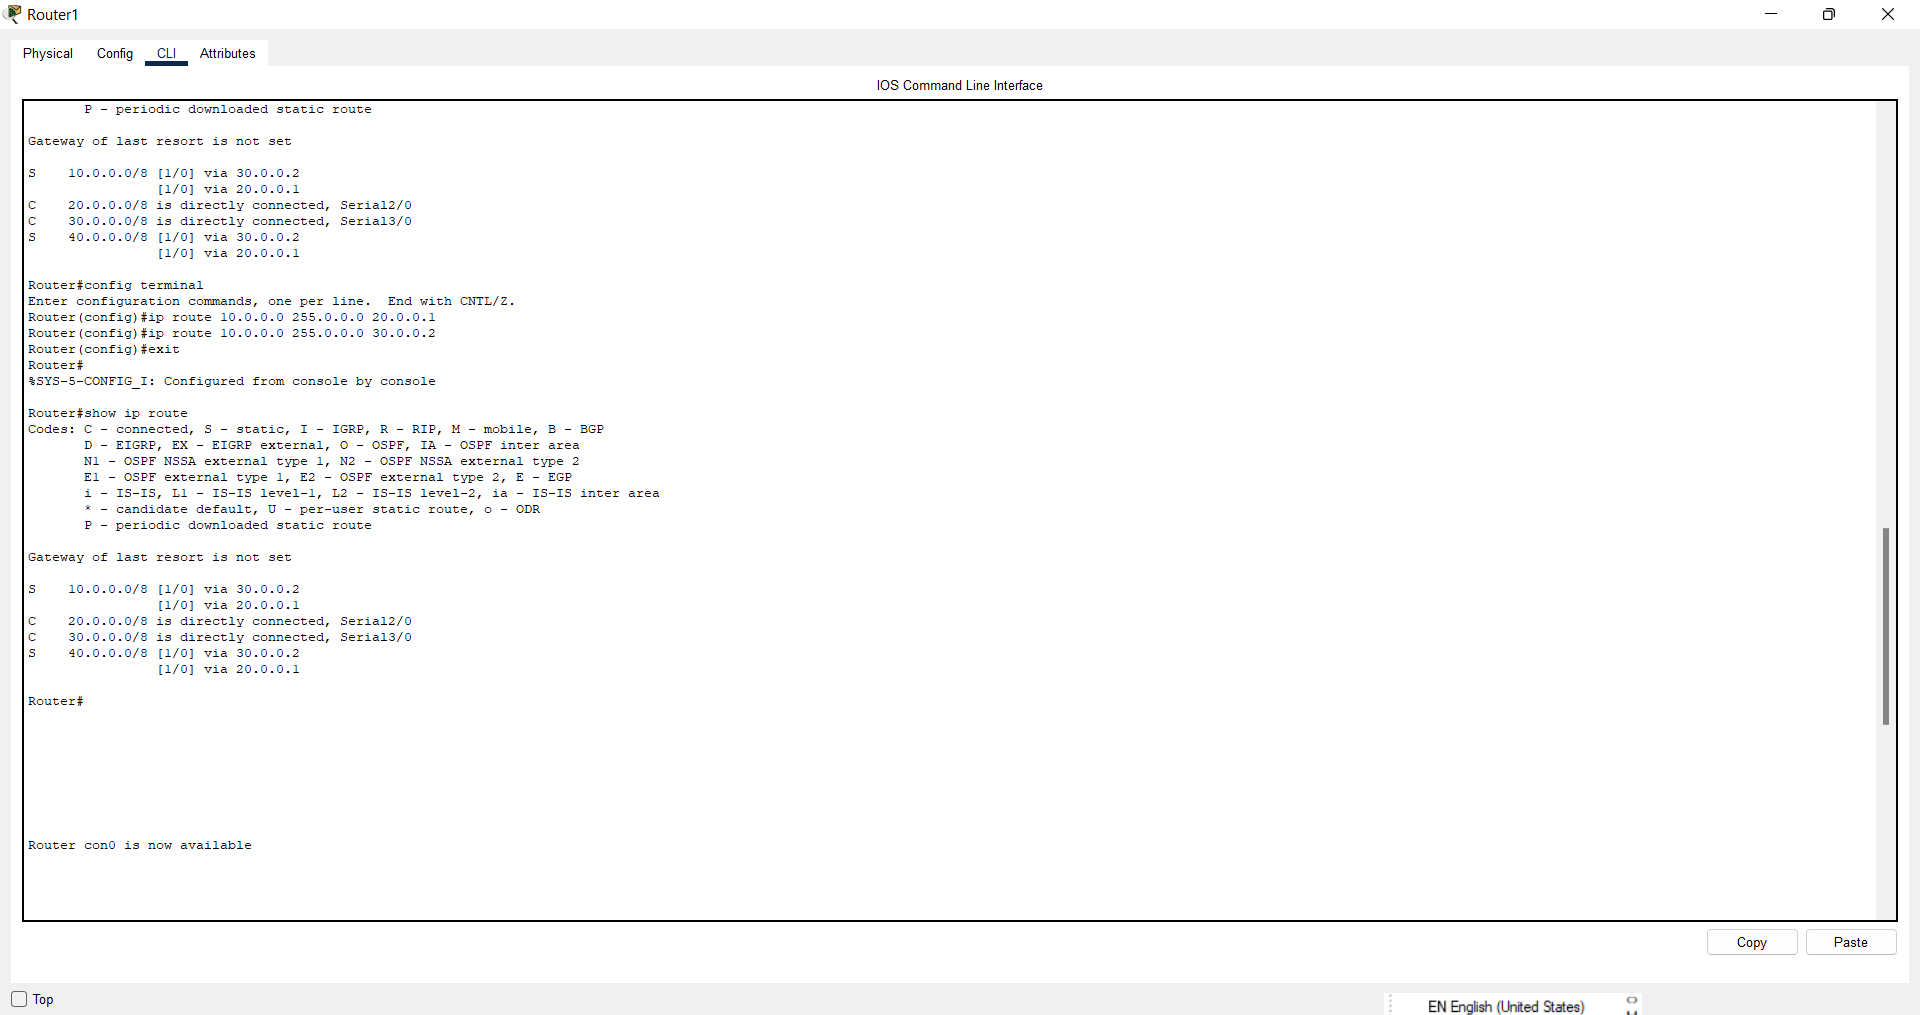 Router1
Physical Config CLI Attributes
IOS Command Line Interface
P - periodic downloaded static route
Gateway of last resort is not set
S 10.0.0.0/8 [1/0] via 30.0.0.2
[1/0] via 20.0.0.1
C 20.0.0.0/8 is directly connected, Serial2/0
C 30.0.0.0/8 is directly connected, Serial3/0
S 40.0.0.0/8 [1/0] via 30.0.0.2
[1/0] via 20.0.0.1
Router#config terminal
Enter configuration commands, one per line. End with CNTL/Z.
Router(config)#ip route 10.0.0.0 255.0.0.0 20.0.0.1
Router(config)#ip route 10.0.0.0 255.0.0.0 30.0.0.2
Router(config)#exit
Router#
%SYS-5-CONFIG_I: Configured from console by console
Router#show ip route
Codes: C - connected, S - static, I - IGRP, R - RIP, M - mobile, B - BGP
D - EIGRP, EX - EIGRP external, O - OSPF, IA - OSPF inter area
N1 - OSPF NSSA external type 1, N2 - OSPF NSSA external type 2
E1 - OSPF external type 1, E2 - OSPF external type 2, E - EGP
i - IS-IS, L1 - IS-IS level-1, L2 - IS-IS level-2, ia - IS-IS inter area
* - candidate default, U - per-user static route, o - ODR
P - periodic downloaded static route
Gateway of last resort is not set
S 10.0.0.0/8 [1/0] via 30.0.0.2
[1/0] via 20.0.0.1
C 20.0.0.0/8 is directly connected, Serial2/0
C 30.0.0.0/8 is directly connected, Serial3/0
S 40.0.0.0/8 [1/0] via 30.0.0.2
[1/0] via 20.0.0.1
Router#
Router con0 is now available
Copy Paste
Top
EN English (United States)